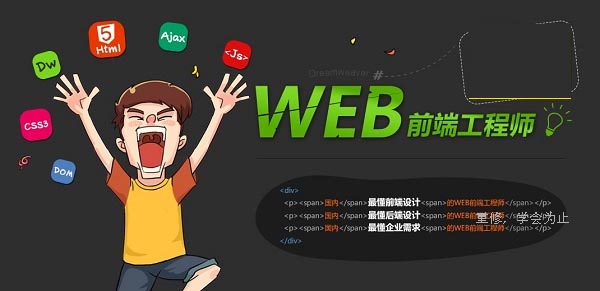 Ajax
5
Html
<Js>
Dw
Dreamweaver
#
WEB前端工程师
CSS3
DOM
<div>
<p><span>国内</span>最懂前端设计<span>的WEB前端工程师</span></p>
<p><span>国内</span>最懂后端设计<span>的WEB前端工程师</span></p>
重修，学会为止
<p><span>国内</span>最懂企业需求<span>的WEB前端工程师</span></p>
</div>